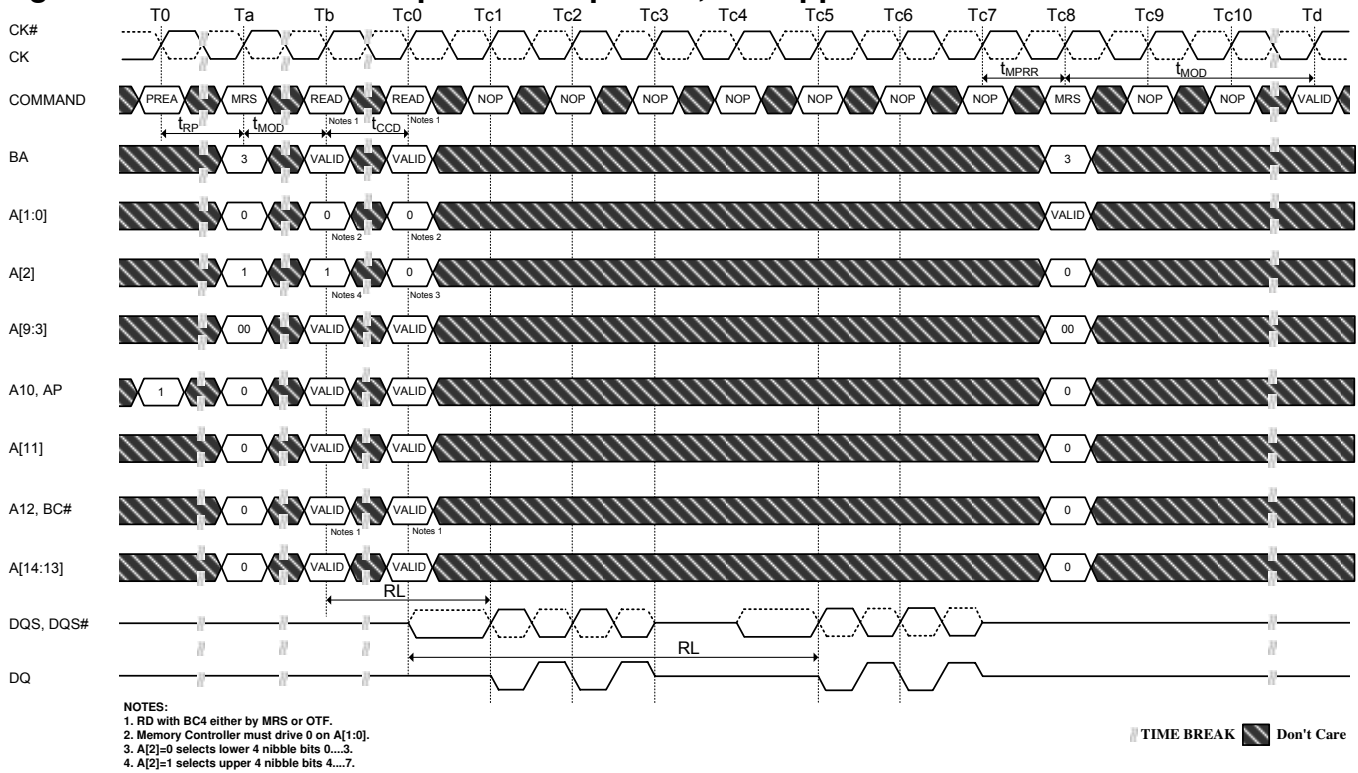 T0 Ta Tb Tc0 Tc1 Tc2 Tc3 Tc4 Tc5 Tc6 Tc7 Tc8 Tc9 Tc10 Td
CK#
CK
tMPRR tMOD
COMMAND PREA MRS READ READ NOP NOP NOP NOP NOP NOP NOP MRS NOP NOP VALID
Notes 1 Notes 1
tRP tMOD tCCD
BA 3 VALID VALID 3
A[1:0] 0 0 0 VALID
Notes 2 Notes 2
A[2] 1 1 0 0
Notes 4 Notes 3
A[9:3] 00 VALID VALID 00
A10, AP 1 0 VALID VALID 0
A[11] 0 VALID VALID 0
A12, BC# 0 VALID VALID 0
Notes 1 Notes 1
A[14:13] 0 VALID VALID 0
RL
DQS, DQS#
RL
DQ
NOTES:
1. RD with BC4 either by MRS or OTF.
2. Memory Controller must drive 0 on A[1:0].
3. A[2]=0 selects lower 4 nibble bits 0....3.
4. A[2]=1 selects upper 4 nibble bits 4....7.
TIME BREAK Don't Care